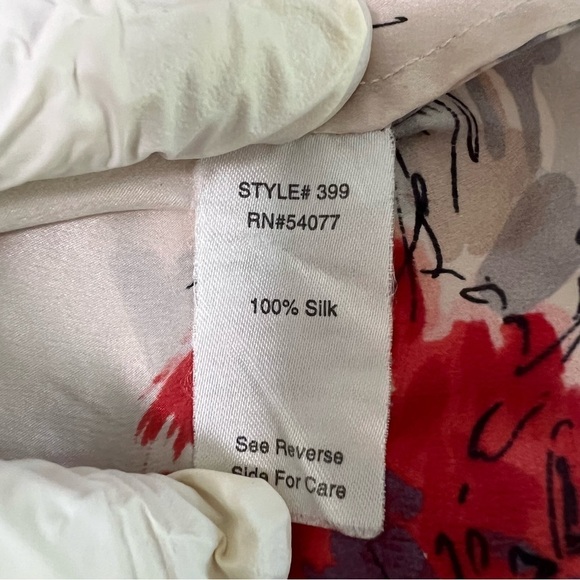 STYLE# 399
RN#54077
100% Silk
See Reverse
Side For Care